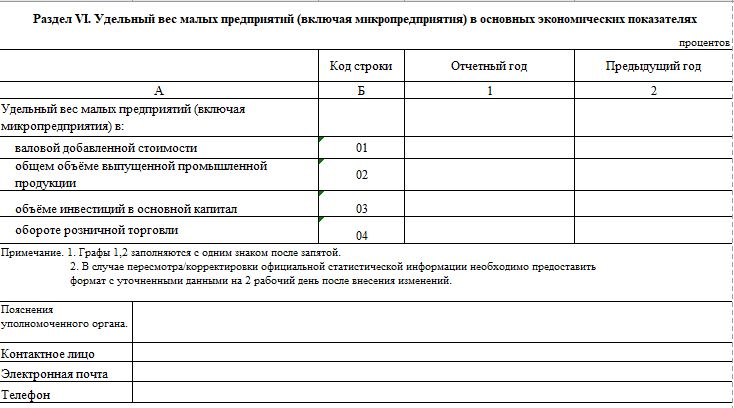 Раздел VI. Удельный вес малых предприятий (включая микропредприятия) в основных экономических показателях
процентов
Код строки Отчетный год Предыдущий год
А Б 1 2
Удельный вес малых предприятий (включая
микропредприятия) в:
валовой добавленной стоимости 01
общем объёме выпущенной промышленной
продукции 02
объёме инвестиций в основной капитал 03
обороте розничной торговли 04
Примечание. 1. Графы 1,2 заполняются с одним знаком после запятой.
2. В случае пересмотра/корректировки официальной статистической информации необходимо предоставить
формат с уточненными данными на 2 рабочий день после внесения изменений.
Пояснения
уполномоченного органа.
Контактное лицо
Электронная почта
Телефон